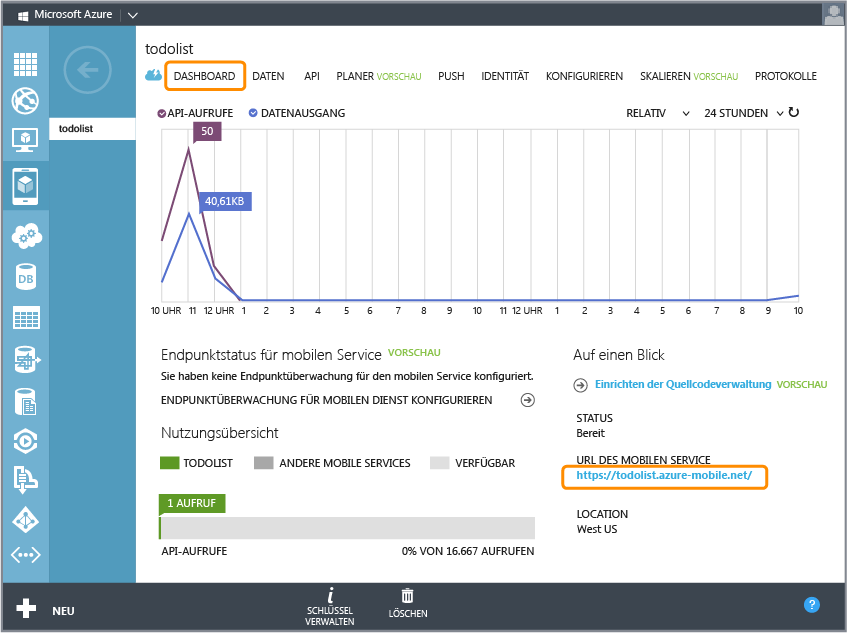 Microsoft Azure
todolist
todolist
DASHBOARD DATEN API PLANER VORSCHAU PUSH IDENTITÄT KONFIGURIEREN SKALIEREN VORSCHAU PROTOKOLLE
API-AUFRUFE DATENAUSGANG RELATIV 24 STUNDEN
50
40,61KB
10 UHR 11 12 UHR 1 2 3 4 5 6 7 8 9 10 11 12 UHR 1 2 3 4 5 6 7 8 9 10
Endpunktstatus für mobilen Service VORSCHAU
Sie haben keine Endpunktüberwachung für den mobilen Service konfiguriert.
ENDPUNKTÜBERWACHUNG FÜR MOBILEN DIENST KONFIGURIEREN
Nutzungsübersicht
TODOLIST ANDERE MOBILE SERVICES VERFÜGBAR
1 AUFRUF
API-AUFRUFE 0% VON 16.667 AUFRUFEN
Auf einen Blick
Einrichten der Quellcodeverwaltung VORSCHAU
STATUS
Bereit
URL DES MOBILEN SERVICE
https://todolist.azure-mobile.net/
LOCATION
West US
DB
NEU
i
SCHLÜSSEL
VERWALTEN
LÖSCHEN
?